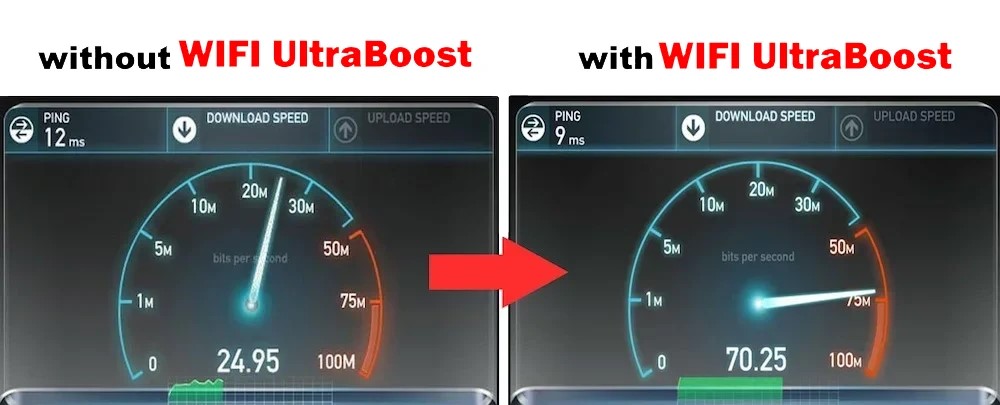 without WIFI UltraBoost
PING
12 ms
DOWNLOAD SPEED
UPLOAD SPEED
0
1M
5M
10M
20M
30M
50M
75M
100M
bits per second
24.95
with WIFI UltraBoost
PING
9 ms
DOWNLOAD SPEED
UPLOAD SPEED
0
1M
5M
10M
20M
30M
50M
75M
100M
bits per second
70.25